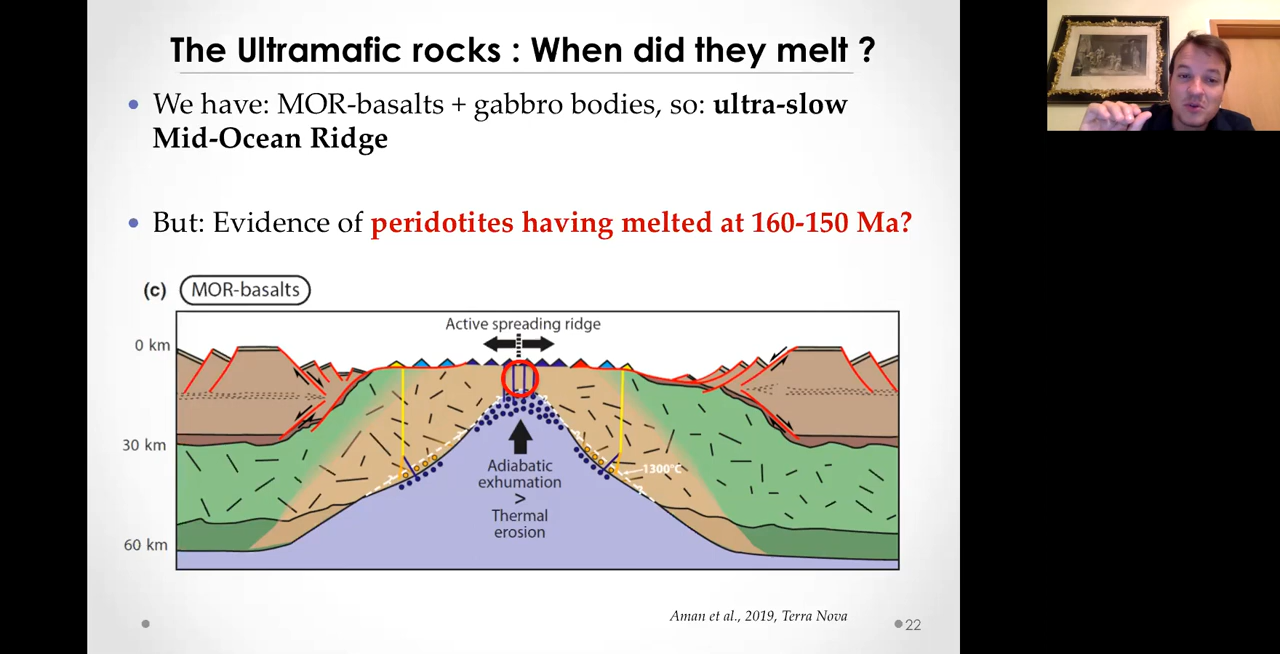 The Ultramafic rocks : When did they melt ?
We have: MOR-basalts + gabbro bodies, so: ultra-slow
Mid-Ocean Ridge
But: Evidence of peridotites having melted at 160-150 Ma?
(c) MOR-basalts
Active spreading ridge
0 km
30 km
60 km
1300°C
Adiabatic
exhumation
>
Thermal
erosion
Aman et al., 2019, Terra Nova
22